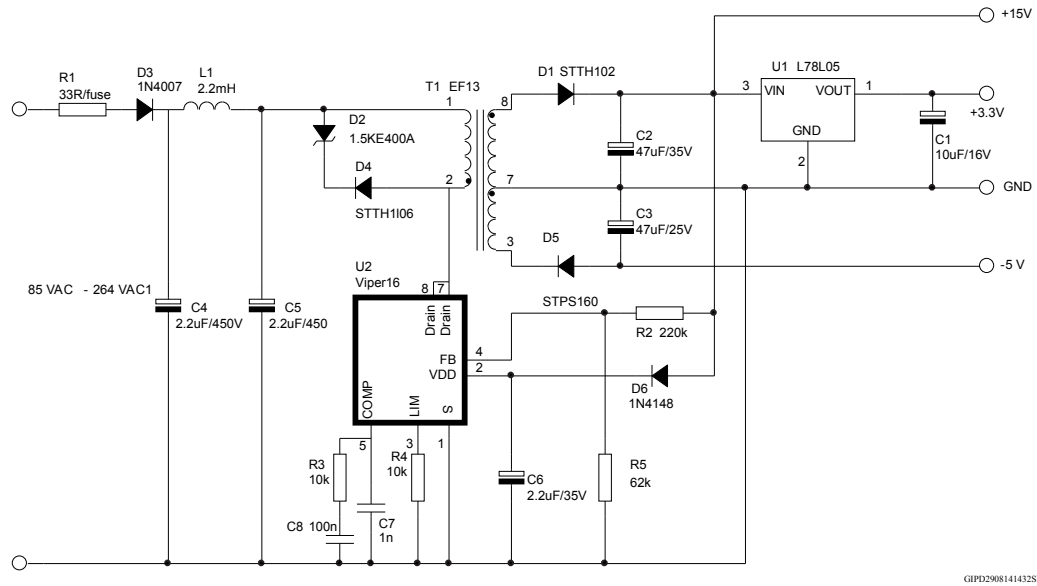 +15V
R1
33R/fuse
D3
1N4007
L1
2.2mH
T1 EF13
1
8
D1 STTH102
U1 L78L05
3
VIN
VOUT
1
GND
2
+3.3V
C1
10uF/16V
D2
1.5KE400A
D4
STTH1I06
2
7
C2
47uF/35V
GND
C3
47uF/25V
3
D5
-5 V
STPS160
85 VAC - 264 VAC1
C4
2.2uF/450V
C5
2.2uF/450
U2
Viper16
8
7
Drain
Drain
FB
VDD
COMP
LIM
S
4
2
5
3
1
R2 220k
D6
1N4148
R3
10k
R4
10k
C8 100n
C7
1n
C6
2.2uF/35V
R5
62k
GIPD2908141432S